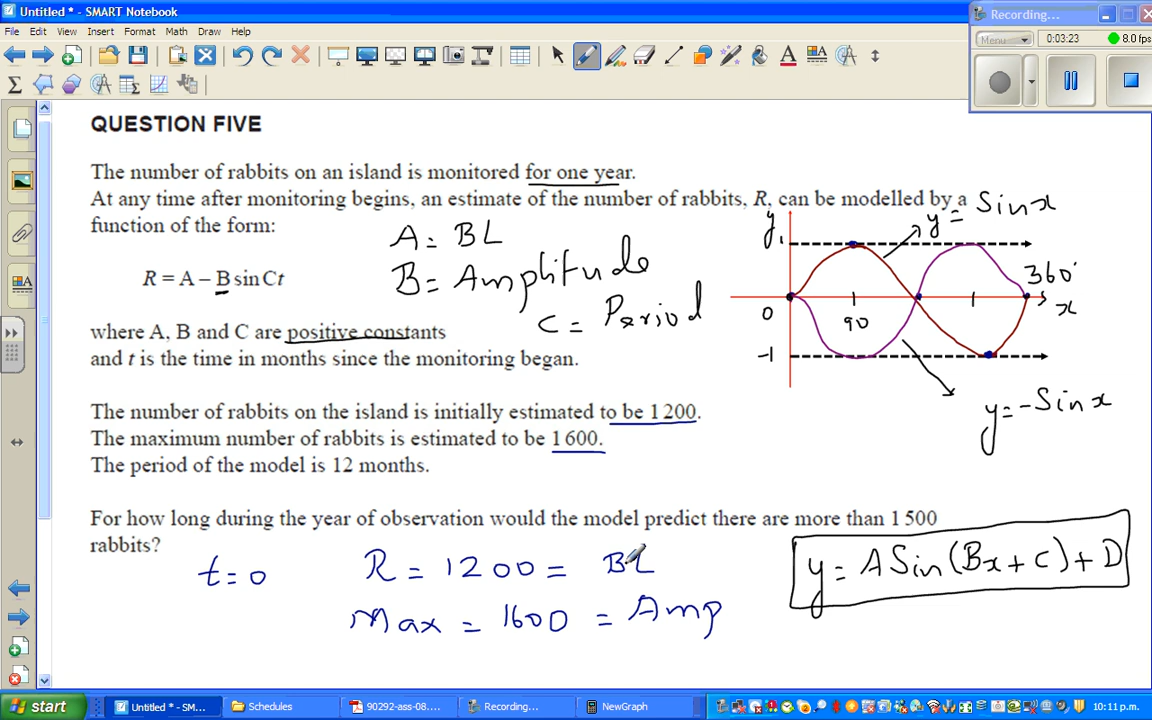 Untitled * - SMART Notebook
File Edit View Insert Format Math Draw Help
Recording...
Menu
0:03:23
8.0 fps
QUESTION FIVE
The number of rabbits on an island is monitored for one year.
At any time after monitoring begins, an estimate of the number of rabbits, R, can be modelled by a
function of the form:
A = BL
R = A – B sin Ct
B = Amplitude
C = Period
where A, B and C are positive constants
and t is the time in months since the monitoring began.
y
1
y = Sinx
360°
x
0
90
-1
y = -Sinx
The number of rabbits on the island is initially estimated to be 1 200.
The maximum number of rabbits is estimated to be 1 600.
The period of the model is 12 months.
For how long during the year of observation would the model predict there are more than 1 500
rabbits?
t = 0
R = 1200 = BL
Max = 1600 = Amp
y = A Sin(Bx + C) + D
start
Untitled * - SM...
Schedules
90292-ass-08....
Recording...
NewGraph
10:11 p.m.